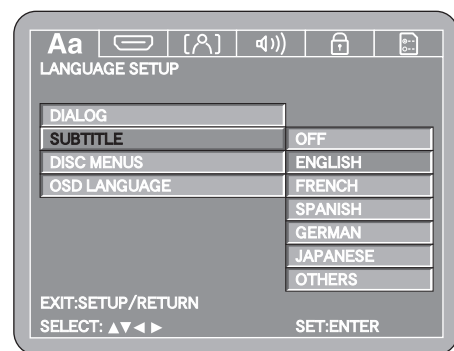 Aa
LANGUAGE SETUP
DIALOG
SUBTITLE OFF
DISC MENUS ENGLISH
OSD LANGUAGE FRENCH
SPANISH
GERMAN
JAPANESE
OTHERS
EXIT:SETUP/RETURN
SELECT: ▲▼◄ ► SET:ENTER